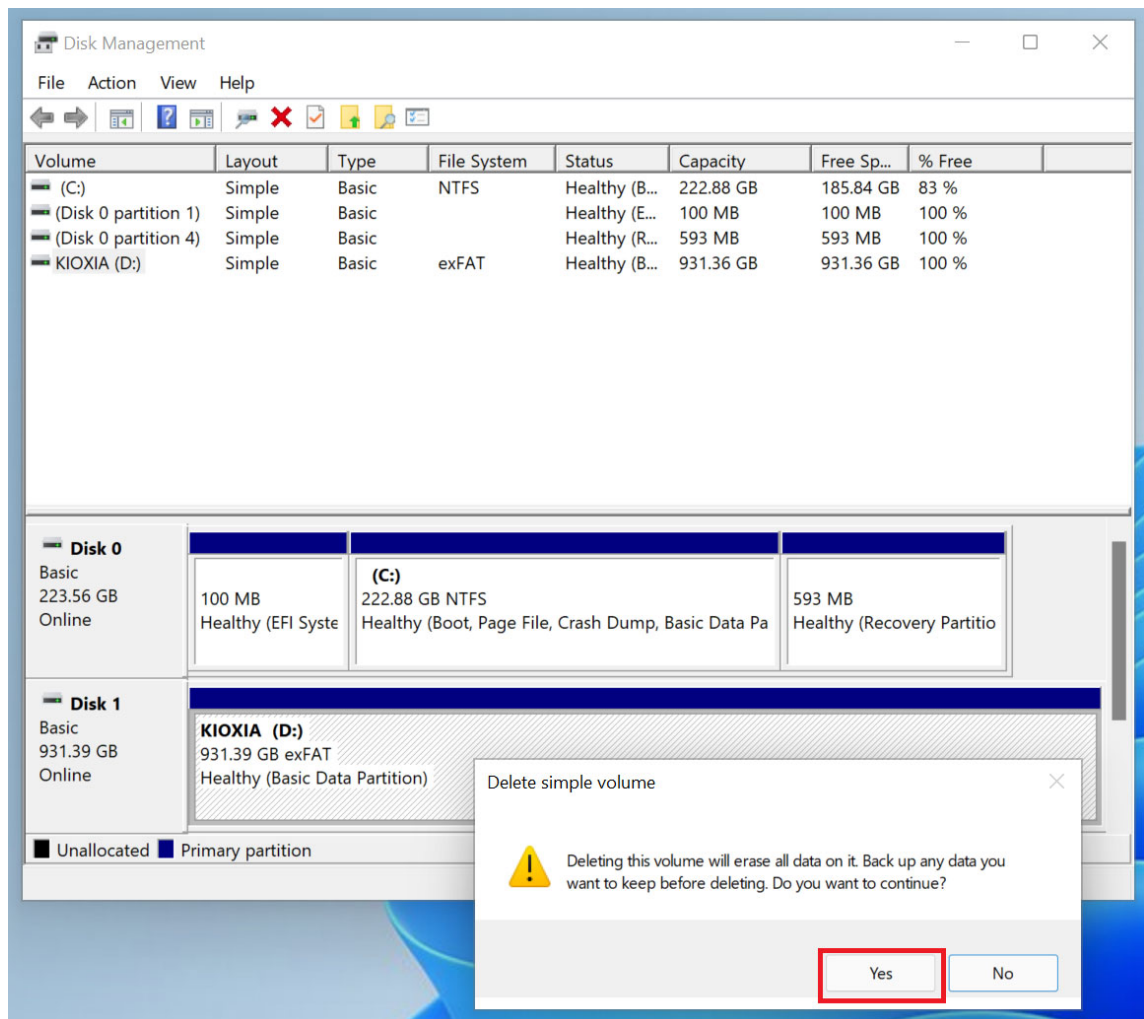 Disk Management
File Action View Help
Volume Layout Type File System Status Capacity Free Sp... % Free
(C:) Simple Basic NTFS Healthy (B... 222.88 GB 185.84 GB 83 %
(Disk 0 partition 1) Simple Basic Healthy (E... 100 MB 100 MB 100 %
(Disk 0 partition 4) Simple Basic Healthy (R... 593 MB 593 MB 100 %
KIOXIA (D:) Simple Basic exFAT Healthy (B... 931.36 GB 931.36 GB 100 %
Disk 0
Basic
223.56 GB
Online
100 MB
Healthy (EFI Syste
(C:)
222.88 GB NTFS
Healthy (Boot, Page File, Crash Dump, Basic Data Pa
593 MB
Healthy (Recovery Partitio
Disk 1
Basic
931.39 GB
Online
KIOXIA (D:)
931.39 GB exFAT
Healthy (Basic Data Partition)
Unallocated Primary partition
Delete simple volume
Deleting this volume will erase all data on it. Back up any data you
want to keep before deleting. Do you want to continue?
Yes No